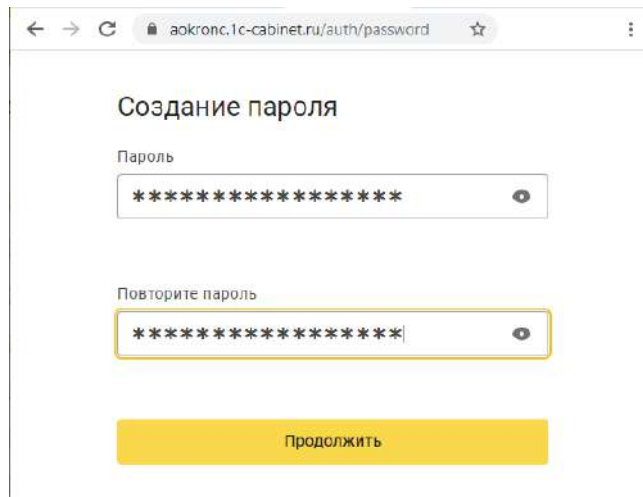 aokronc.1c-cabinet.ru/auth/password
Создание пароля
Пароль
*****************
Повторите пароль
*****************
Продолжить